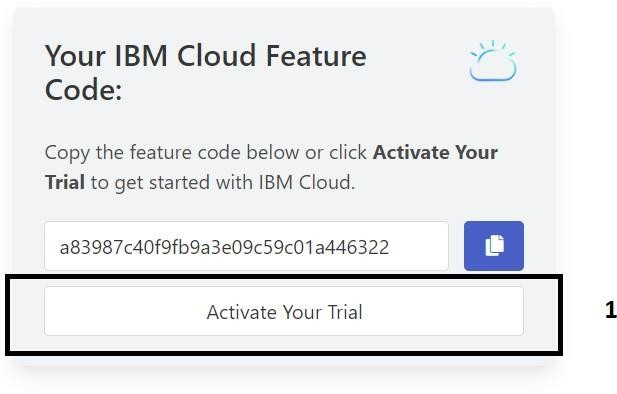 Your IBM Cloud Feature
Code:
Copy the feature code below or click Activate Your
Trial to get started with IBM Cloud.
a83987c40f9fb9a3e09c59c01a446322
Activate Your Trial
1